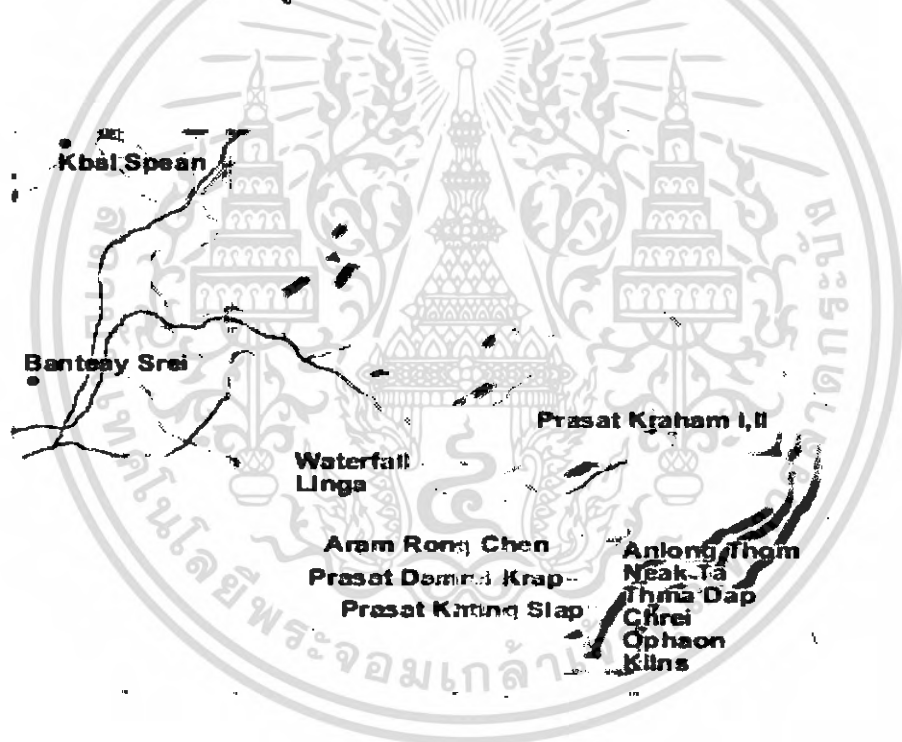 Kbal Spean
Banteay Srei
Prasat Kraham I,II
Waterfall
Linga
Aram Rong Chen
Prasat Damrei Krap
Prasat Khting Slap
Anlong Thom
Neak Ta
Thma Dap
Chrei
Ophaon
Kilns